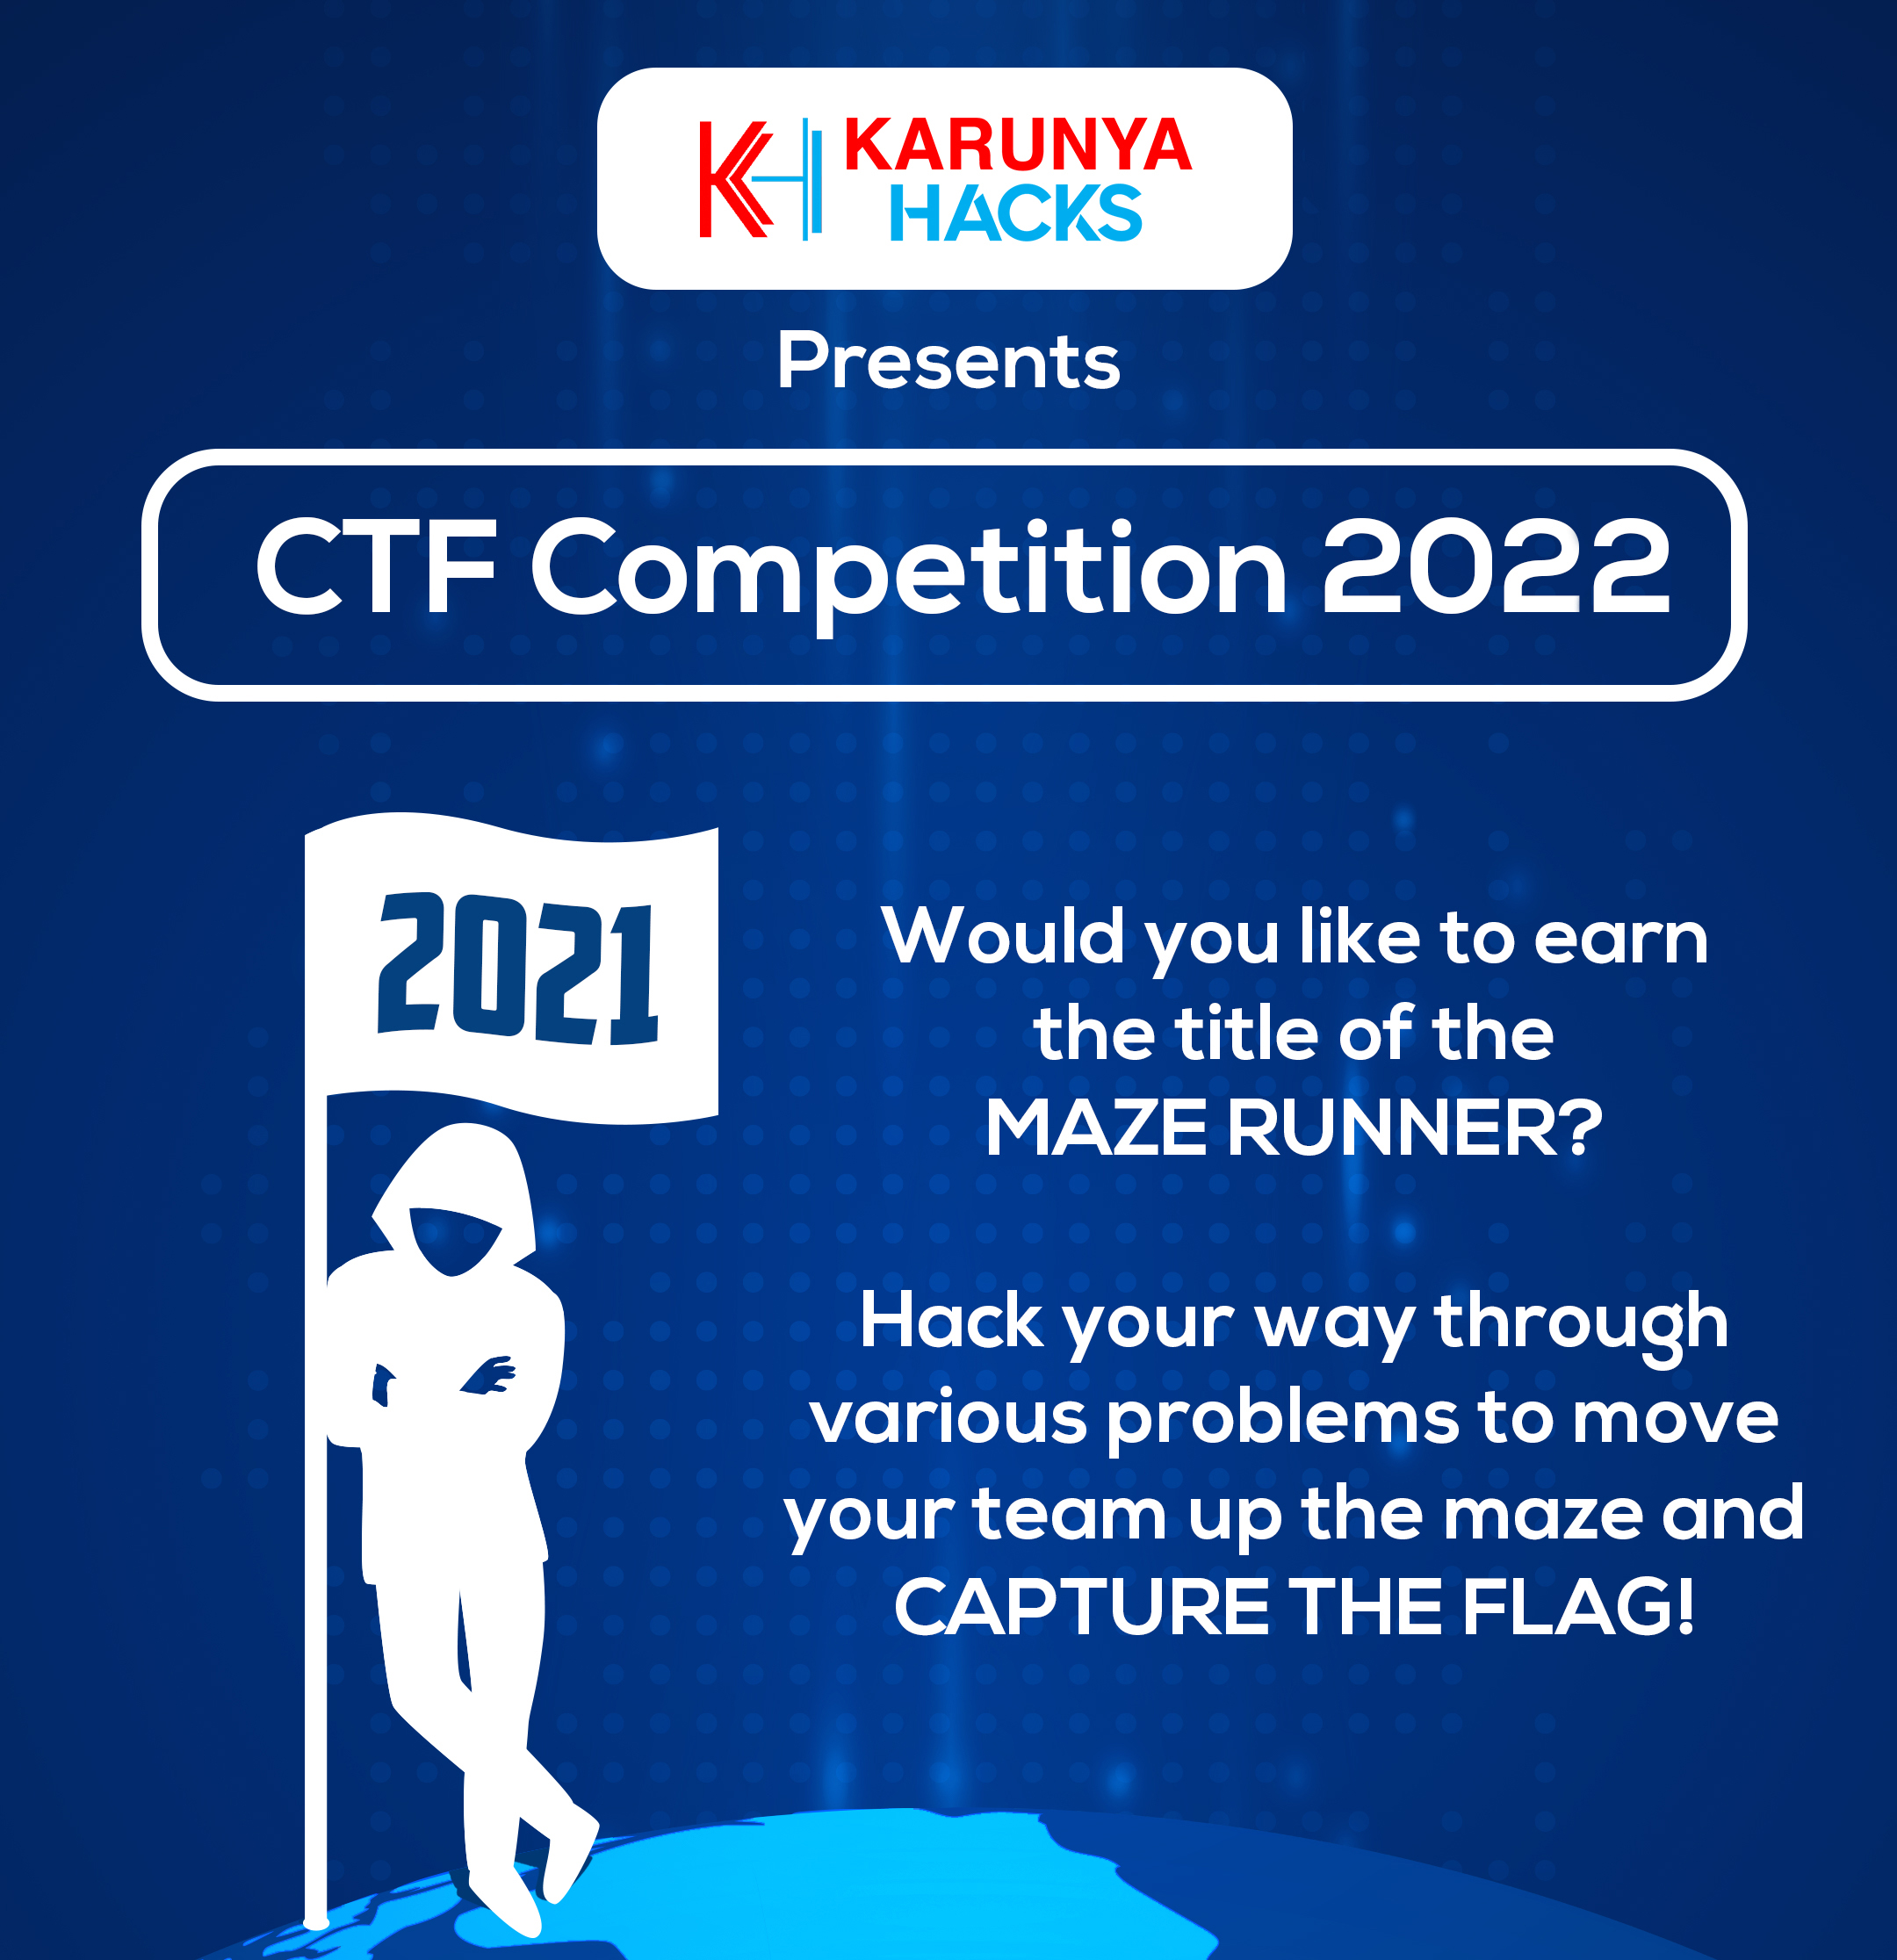 KH KARUNYA
HACKS
Presents
CTF Competition 2022
2021
Would you like to earn
the title of the
MAZE RUNNER?
Hack your way through
various problems to move
your team up the maze and
CAPTURE THE FLAG!